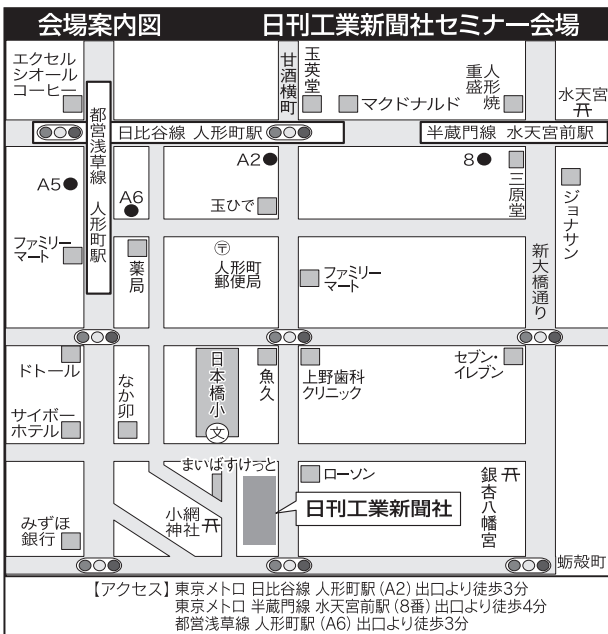 会場案内図 日刊工業新聞社セミナー会場
エクセル
シオール
コーヒー
甘酒横町
玉英堂
マクドナルド
重盛
人形焼
水天宮
都営浅草線 人形町駅
日比谷線 人形町駅
半蔵門線 水天宮前駅
A5
A6
A2
8
玉ひで
三原堂
ジョナサン
ファミリー
マート
薬局
〒
人形町
郵便局
ファミリー
マート
新大橋通り
ドトール
なか卯
日本橋小
文
魚久
上野歯科
クリニック
セブン・
イレブン
サイボー
ホテル
まいばすけっと
ローソン
日刊工業新聞社
銀杏八幡宮
小網
神社
みずほ
銀行
蛎殻町
【アクセス】東京メトロ 日比谷線 人形町駅(A2)出口より徒歩3分
東京メトロ 半蔵門線 水天宮前駅(8番)出口より徒歩4分
都営浅草線 人形町駅(A6)出口より徒歩3分